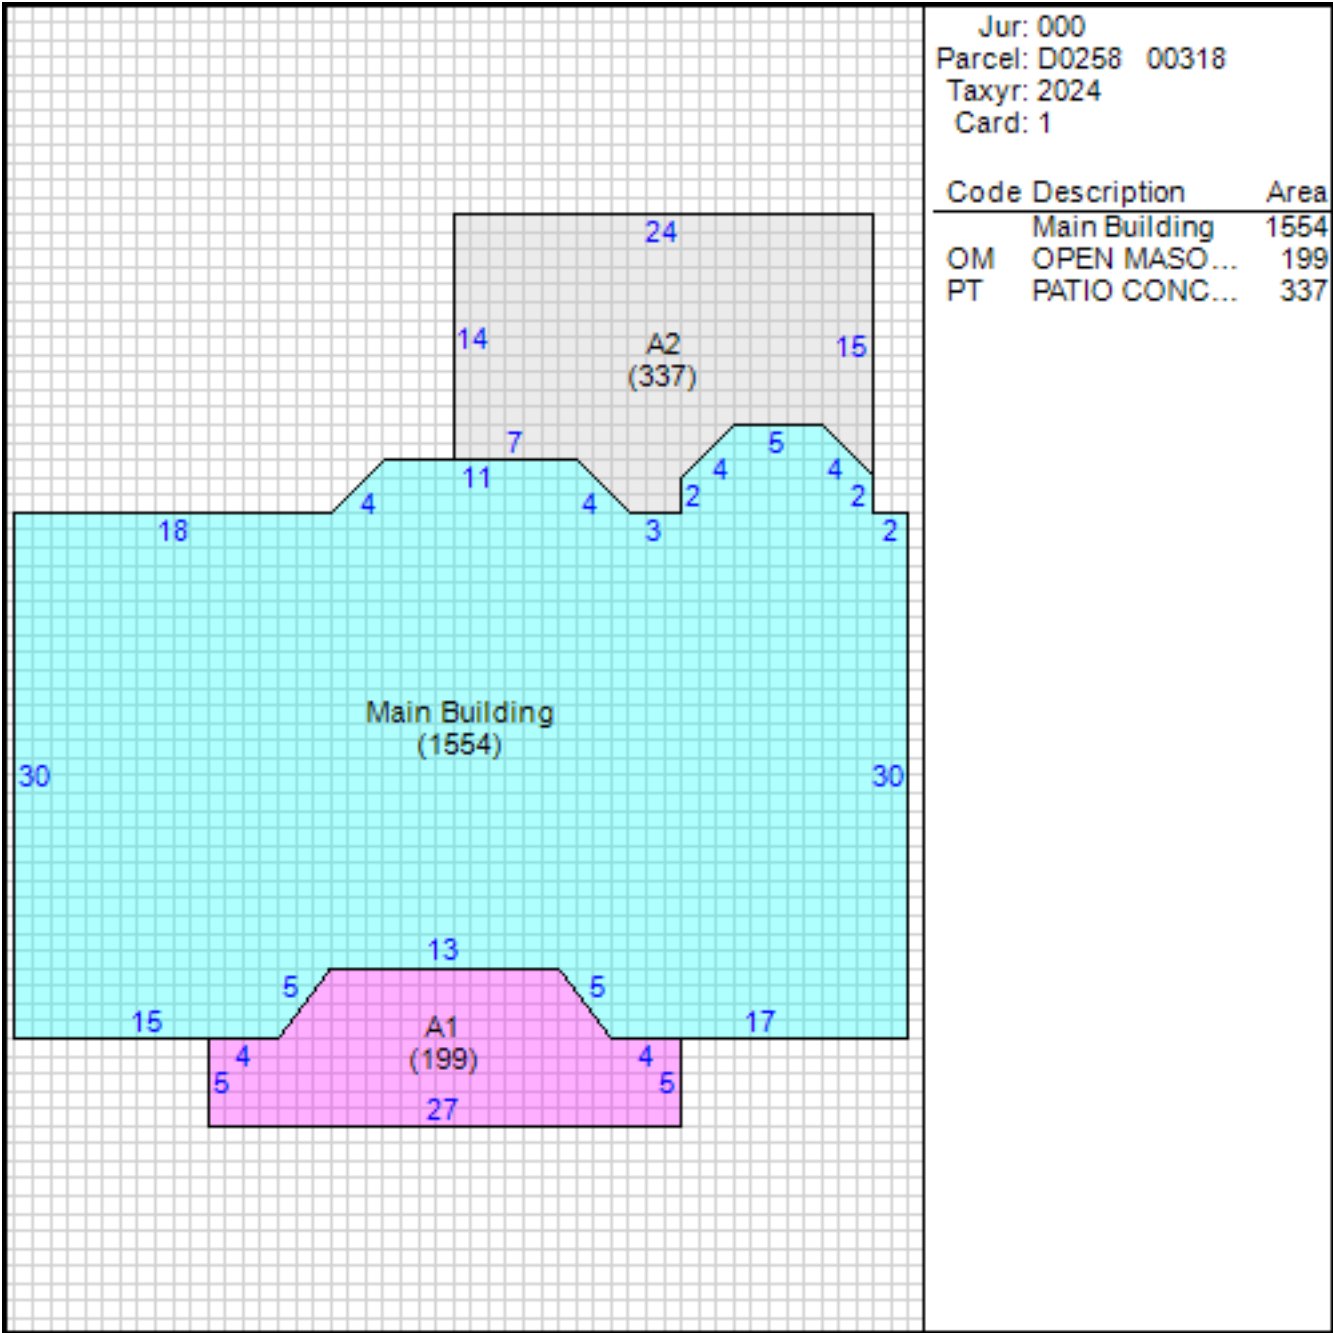 Jur: 000
Parcel: D0258 00318
Taxyr: 2024
Card: 1
Code Description Area
Main Building 1554
OM OPEN MASO... 199
PT PATIO CONC... 337
24
14
A2
15
(337)
7
5
11
4
4
4
4
2
2
18
3
2
Main Building
(1554)
30
30
13
5
5
15
A1
17
4
(199)
4
5
5
27